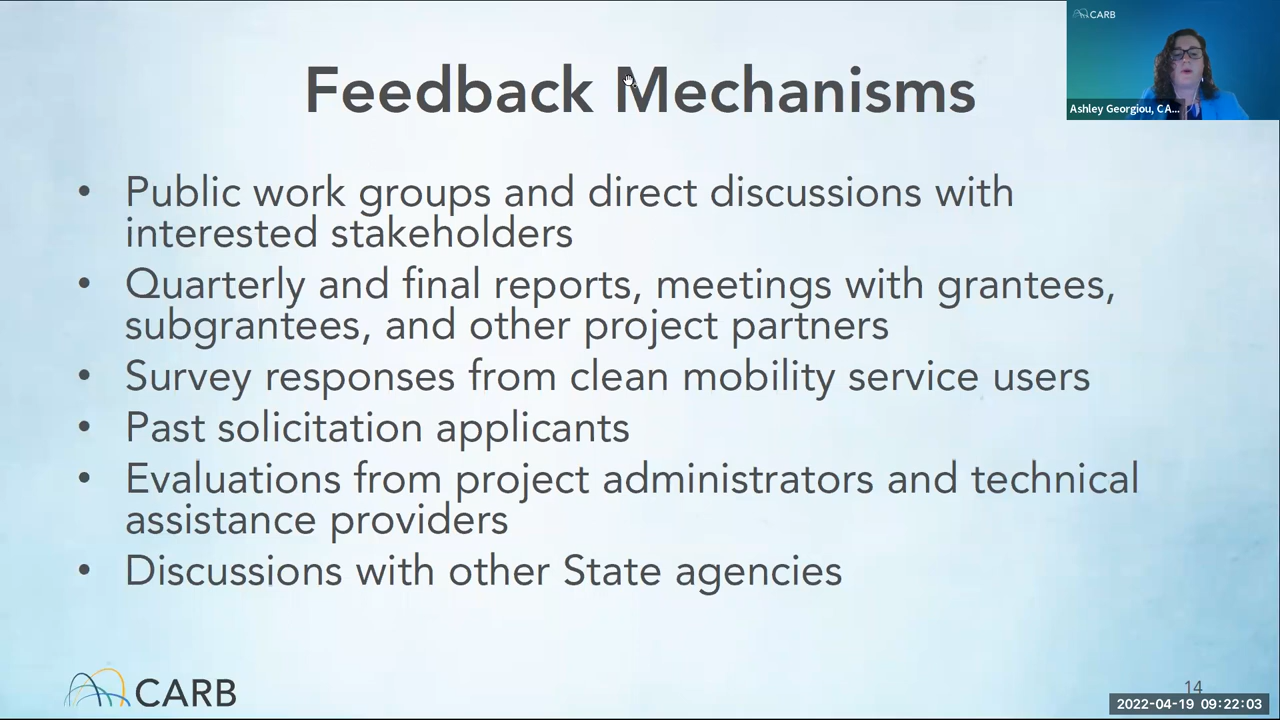 CARB
Feedback Mechanisms
Ashley Georgiou, CA...
• Public work groups and direct discussions with
interested stakeholders
• Quarterly and final reports, meetings with grantees,
subgrantees, and other project partners
• Survey responses from clean mobility service users
• Past solicitation applicants
• Evaluations from project administrators and technical
assistance providers
• Discussions with other State agencies
CARB
14
2022-04-19 09:22:03